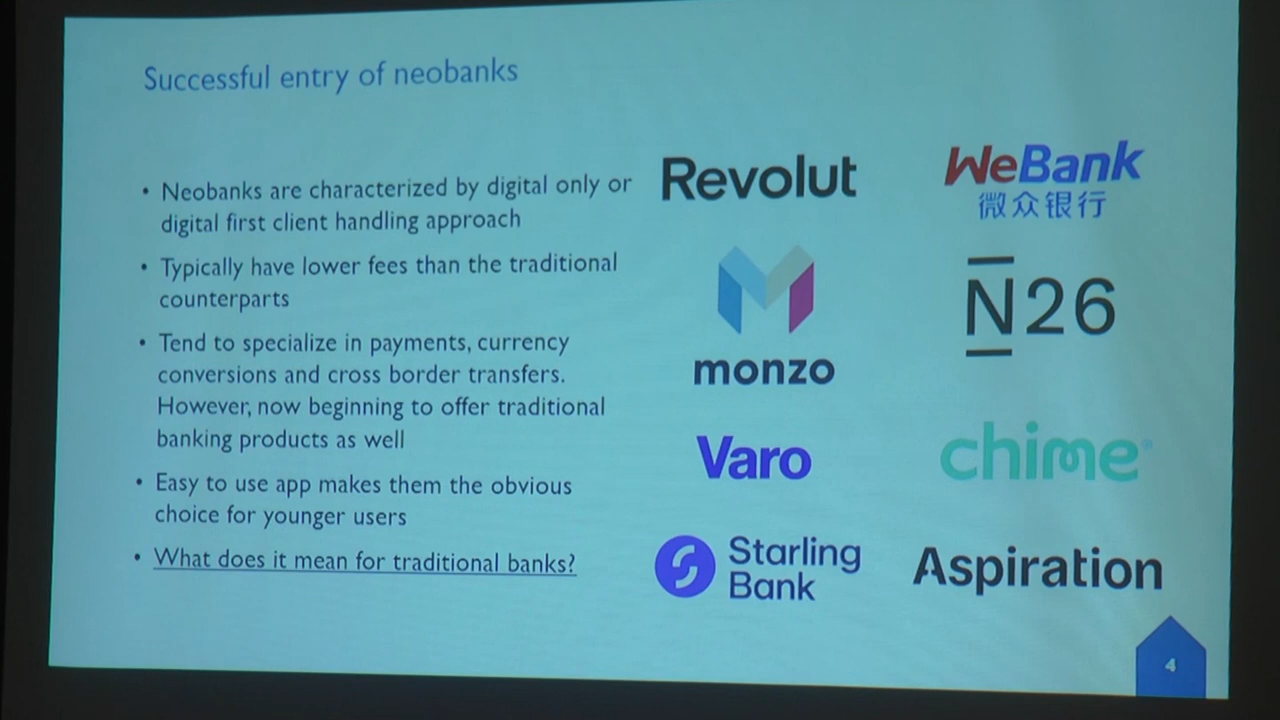 Successful entry of neobanks
• Neobanks are characterized by digital only or
digital first client handling approach
• Typically have lower fees than the traditional
counterparts
• Tend to specialize in payments, currency
conversions and cross border transfers.
However, now beginning to offer traditional
banking products as well
• Easy to use app makes them the obvious
choice for younger users
• What does it mean for traditional banks?
Revolut
WeBank
微众银行
monzo
N26
Varo
chime
Starling
Bank
Aspiration
4